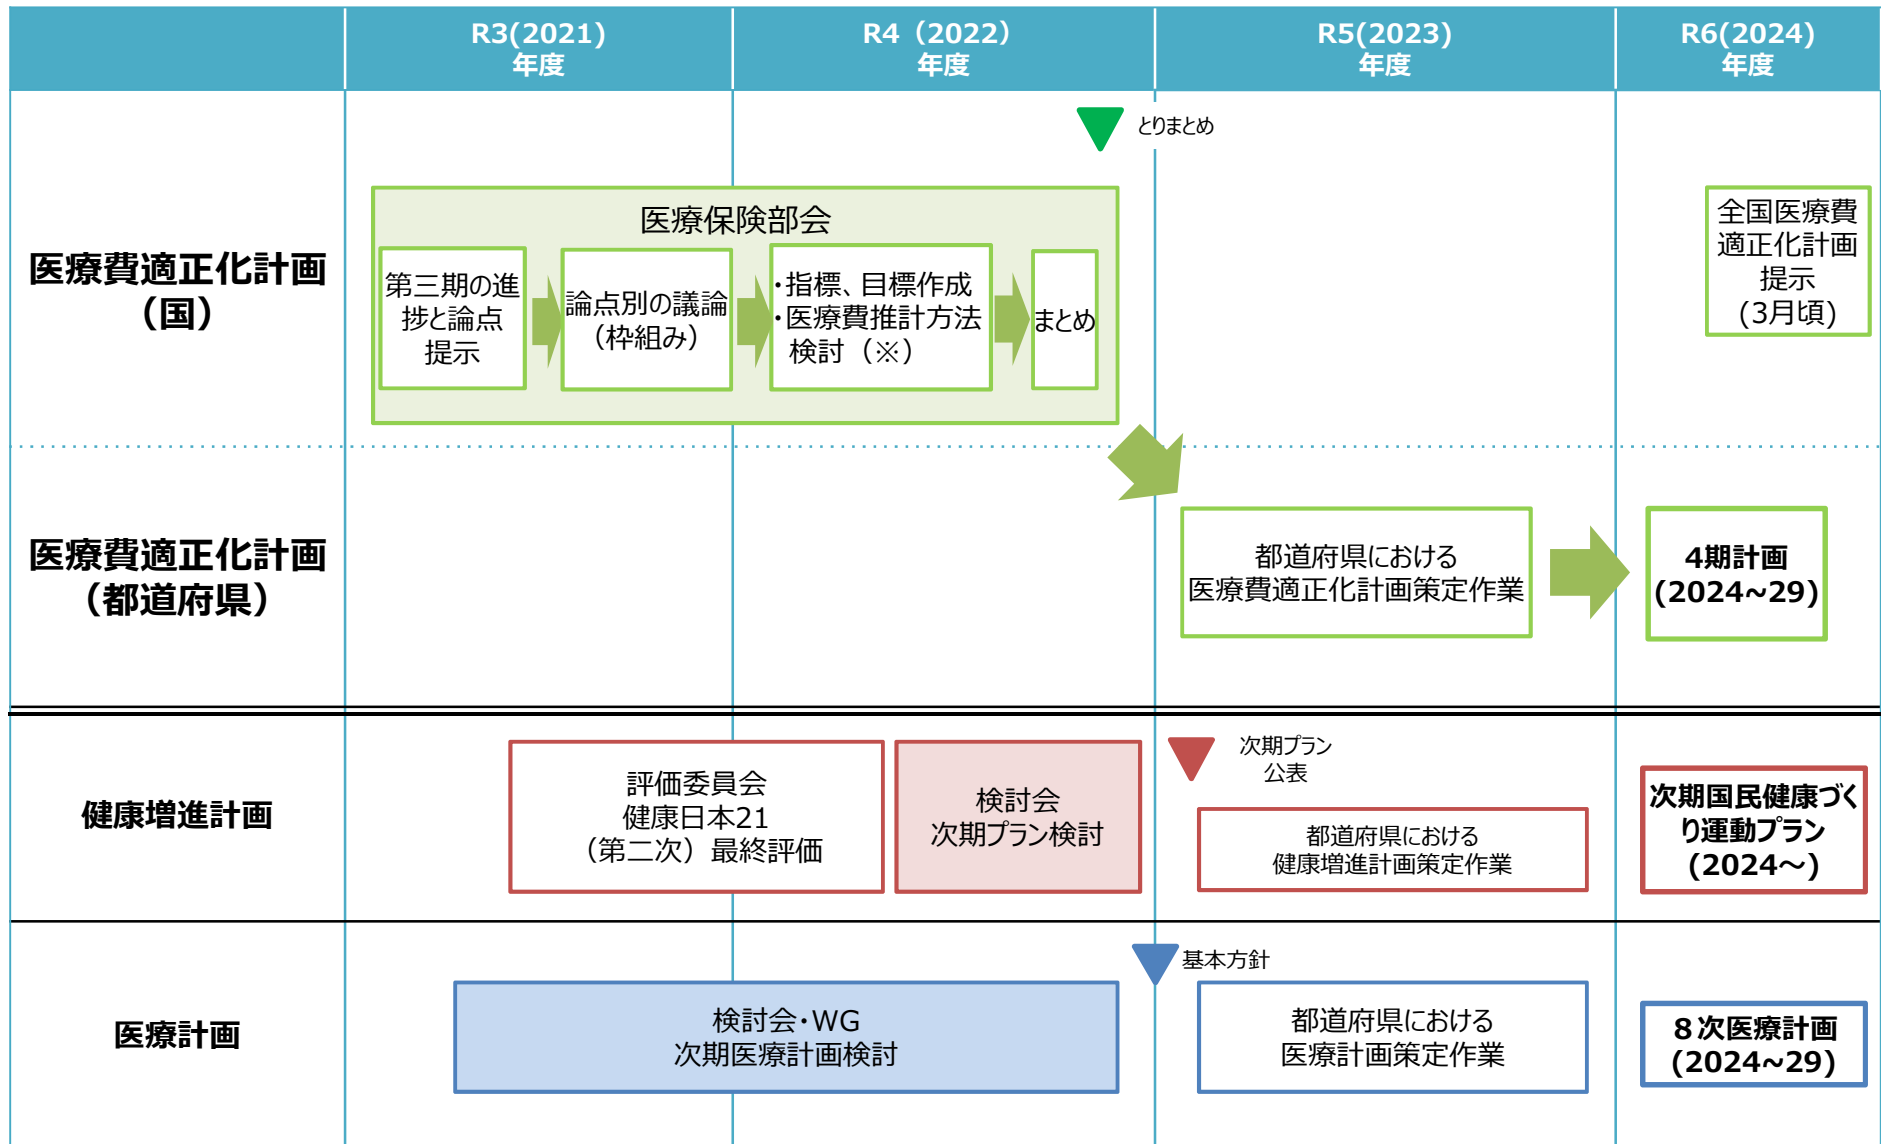 R3(2021)
年度
R4（2022）
年度
R5(2023)
年度
R6(2024)
年度
とりまとめ
医療費適正化計画
（国）
医療保険部会
第三期の進
捗と論点
提示
論点別の議論
（枠組み）
・指標、目標作成
・医療費推計方法
検討（※）
まとめ
全国医療費
適正化計画
提示
(3月頃)
医療費適正化計画
（都道府県）
都道府県における
医療費適正化計画策定作業
4期計画
(2024~29)
健康増進計画
評価委員会
健康日本21
（第二次）最終評価
検討会
次期プラン検討
次期プラン
公表
都道府県における
健康増進計画策定作業
次期国民健康づく
り運動プラン
(2024～)
医療計画
検討会・WG
次期医療計画検討
基本方針
都道府県における
医療計画策定作業
８次医療計画
(2024~29)